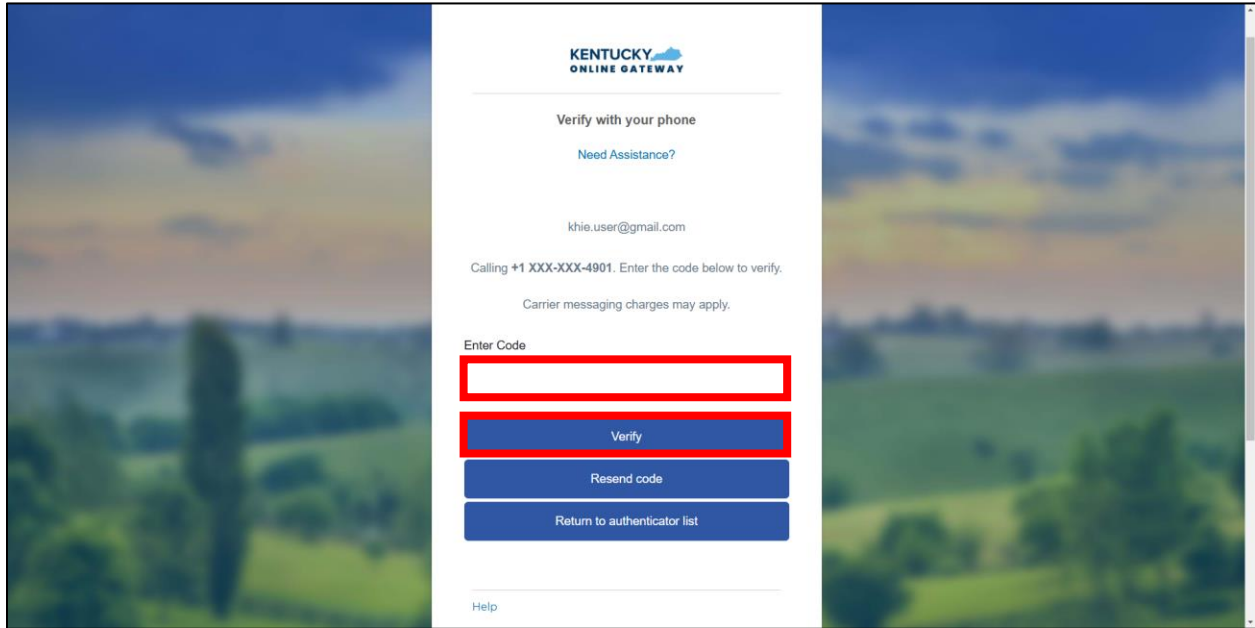 KENTUCKY
ONLINE GATEWAY
Verify with your phone
Need Assistance?
khie.user@gmail.com
Calling +1 XXX-XXX-4901. Enter the code below to verify.
Carrier messaging charges may apply.
Enter Code
Verify
Resend code
Return to authenticator list
Help